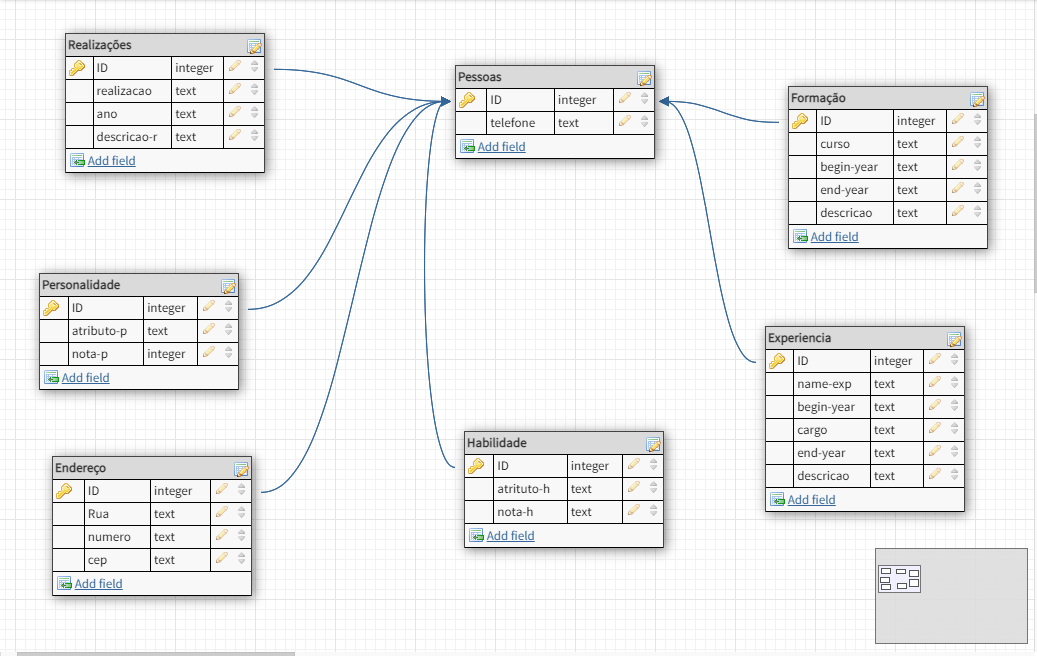 Realizações
ID integer
realizacao text
ano text
descricao-r text
Add field
Pessoas
ID integer
telefone text
Add field
Formação
ID integer
curso text
begin-year text
end-year text
descricao text
Add field
Personalidade
ID integer
atributo-p text
nota-p integer
Add field
Experiencia
ID integer
name-exp text
begin-year text
cargo text
end-year text
descricao text
Add field
Endereço
ID integer
Rua text
numero text
cep text
Add field
Habilidade
ID integer
atrituto-h text
nota-h text
Add field